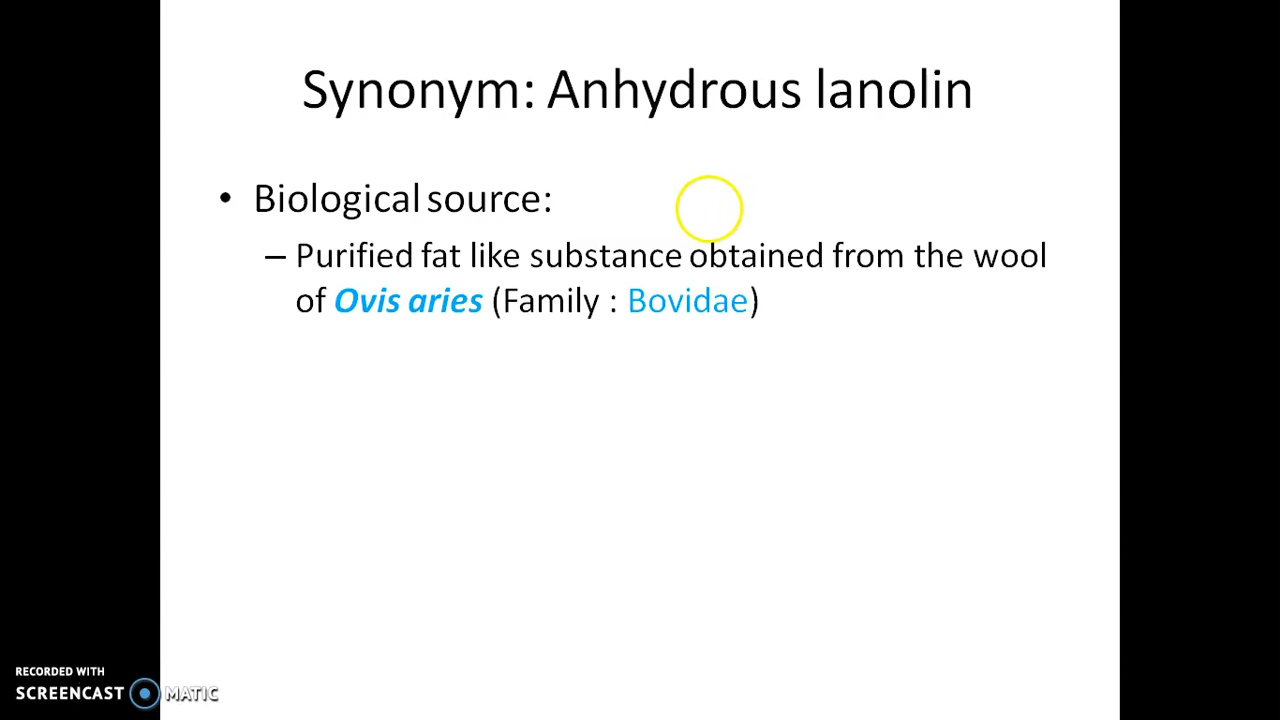 Synonym: Anhydrous lanolin
• Biological source:
– Purified fat like substance obtained from the wool
of Ovis aries (Family : Bovidae)
RECORDED WITH
SCREENCAST MATIC